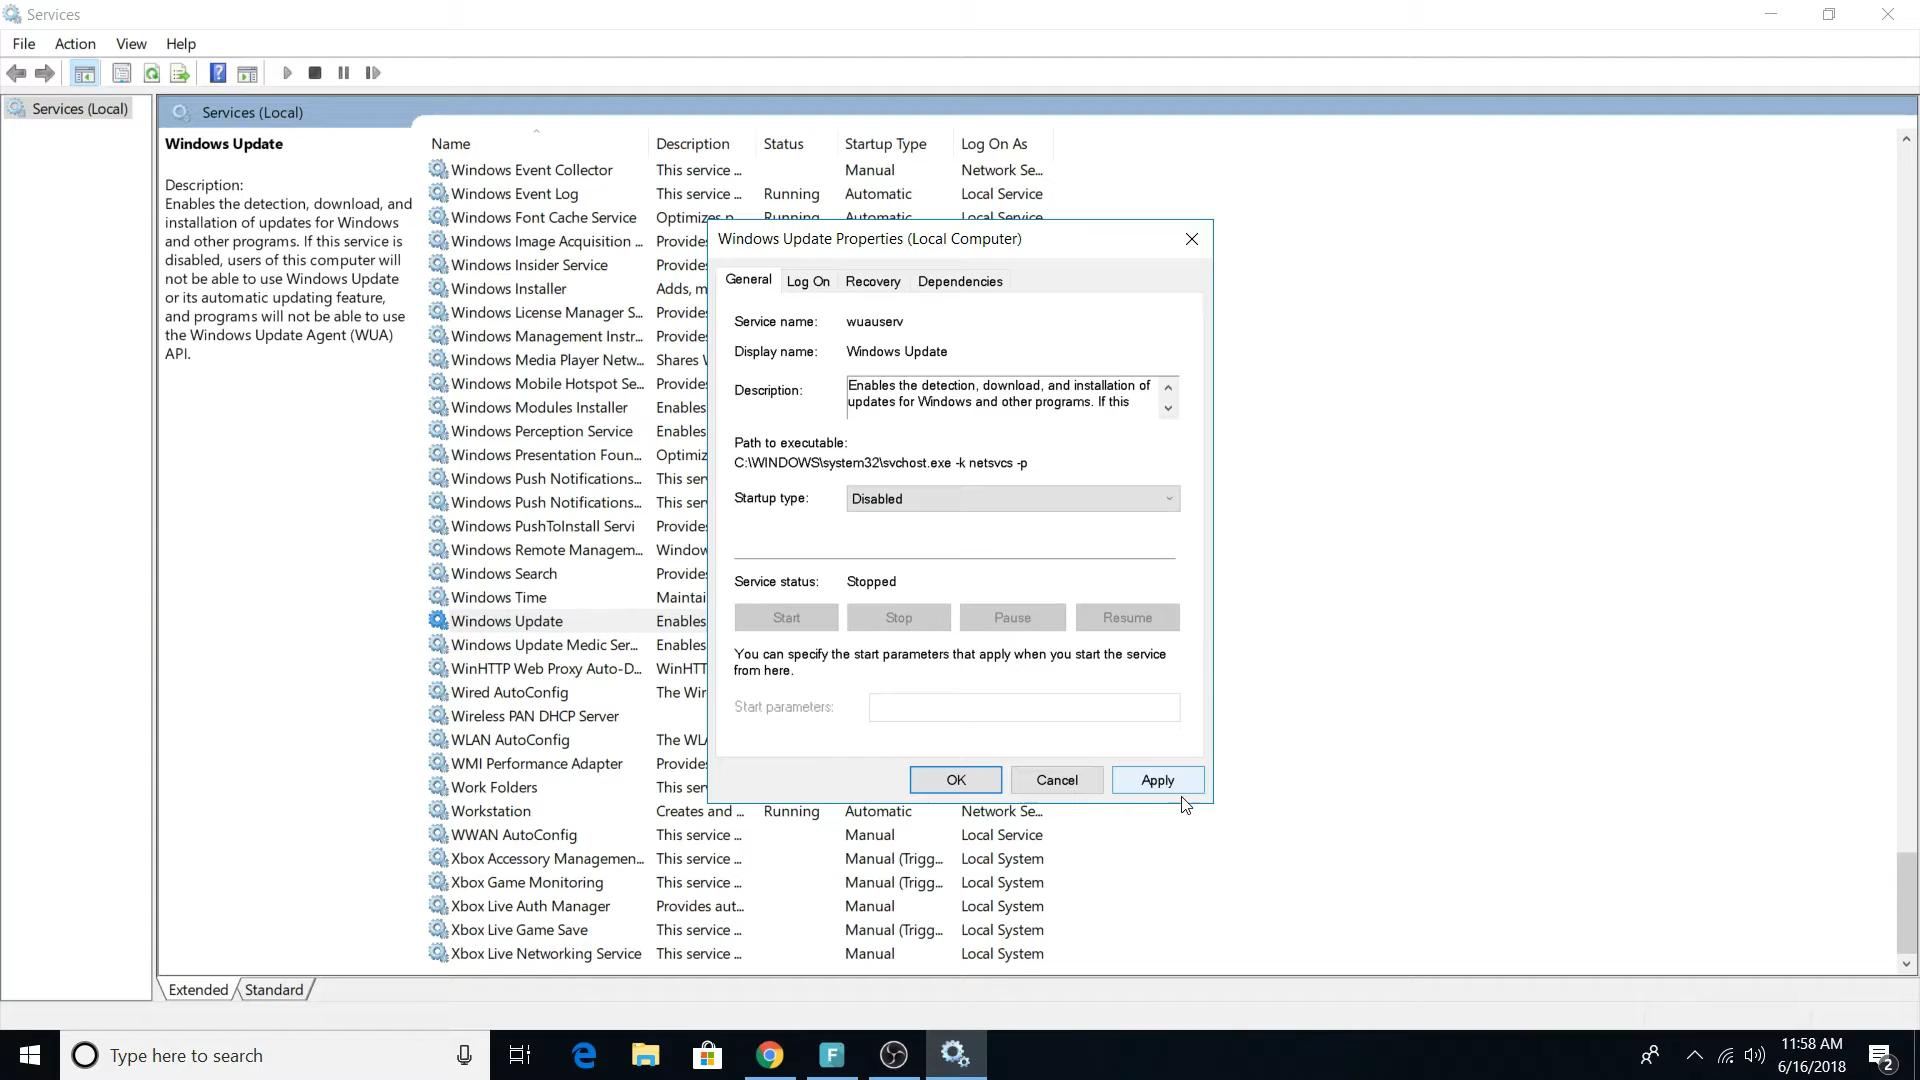 Services
File Action View Help
Services (Local)
Services (Local)
Windows Update
Description:
Enables the detection, download, and
installation of updates for Windows
and other programs. If this service is
disabled, users of this computer will
not be able to use Windows Update
or its automatic updating feature,
and programs will not be able to use
the Windows Update Agent (WUA)
API.
Name Description Status Startup Type Log On As
Windows Event Collector This service ... Manual Network Se...
Windows Event Log This service ... Running Automatic Local Service
Windows Font Cache Service Optimizes p... Running Automatic Local Service
Windows Image Acquisition ... Provides
Windows Insider Service Provides
Windows Installer Adds, m
Windows License Manager S... Provides
Windows Management Instr... Provides
Windows Media Player Netw... Shares W
Windows Mobile Hotspot Se... Provides
Windows Modules Installer Enables
Windows Perception Service Enables
Windows Presentation Foun... Optimiz
Windows Push Notifications... This ser
Windows Push Notifications... This ser
Windows PushToInstall Servi Provides
Windows Remote Managem... Window
Windows Search Provides
Windows Time Maintai
Windows Update Enables
Windows Update Medic Ser... Enables
WinHTTP Web Proxy Auto-D... WinHTT
Wired AutoConfig The Wir
Wireless PAN DHCP Server
WLAN AutoConfig The WLA
WMI Performance Adapter Provides
Work Folders This ser
Workstation Creates and ... Running Automatic Network Se...
WWAN AutoConfig This service ... Manual Local Service
Xbox Accessory Managemen... This service ... Manual (Trigg... Local System
Xbox Game Monitoring This service ... Manual (Trigg... Local System
Xbox Live Auth Manager Provides aut... Manual Local System
Xbox Live Game Save This service ... Manual (Trigg... Local System
Xbox Live Networking Service This service ... Manual Local System
Windows Update Properties (Local Computer)
General Log On Recovery Dependencies
Service name: wuauserv
Display name: Windows Update
Description: Enables the detection, download, and installation of
updates for Windows and other programs. If this
Path to executable:
C:\WINDOWS\system32\svchost.exe -k netsvcs -p
Startup type: Disabled
Service status: Stopped
Start Stop Pause Resume
You can specify the start parameters that apply when you start the service
from here.
Start parameters:
OK Cancel Apply
Extended Standard
Type here to search
11:58 AM
6/16/2018
2